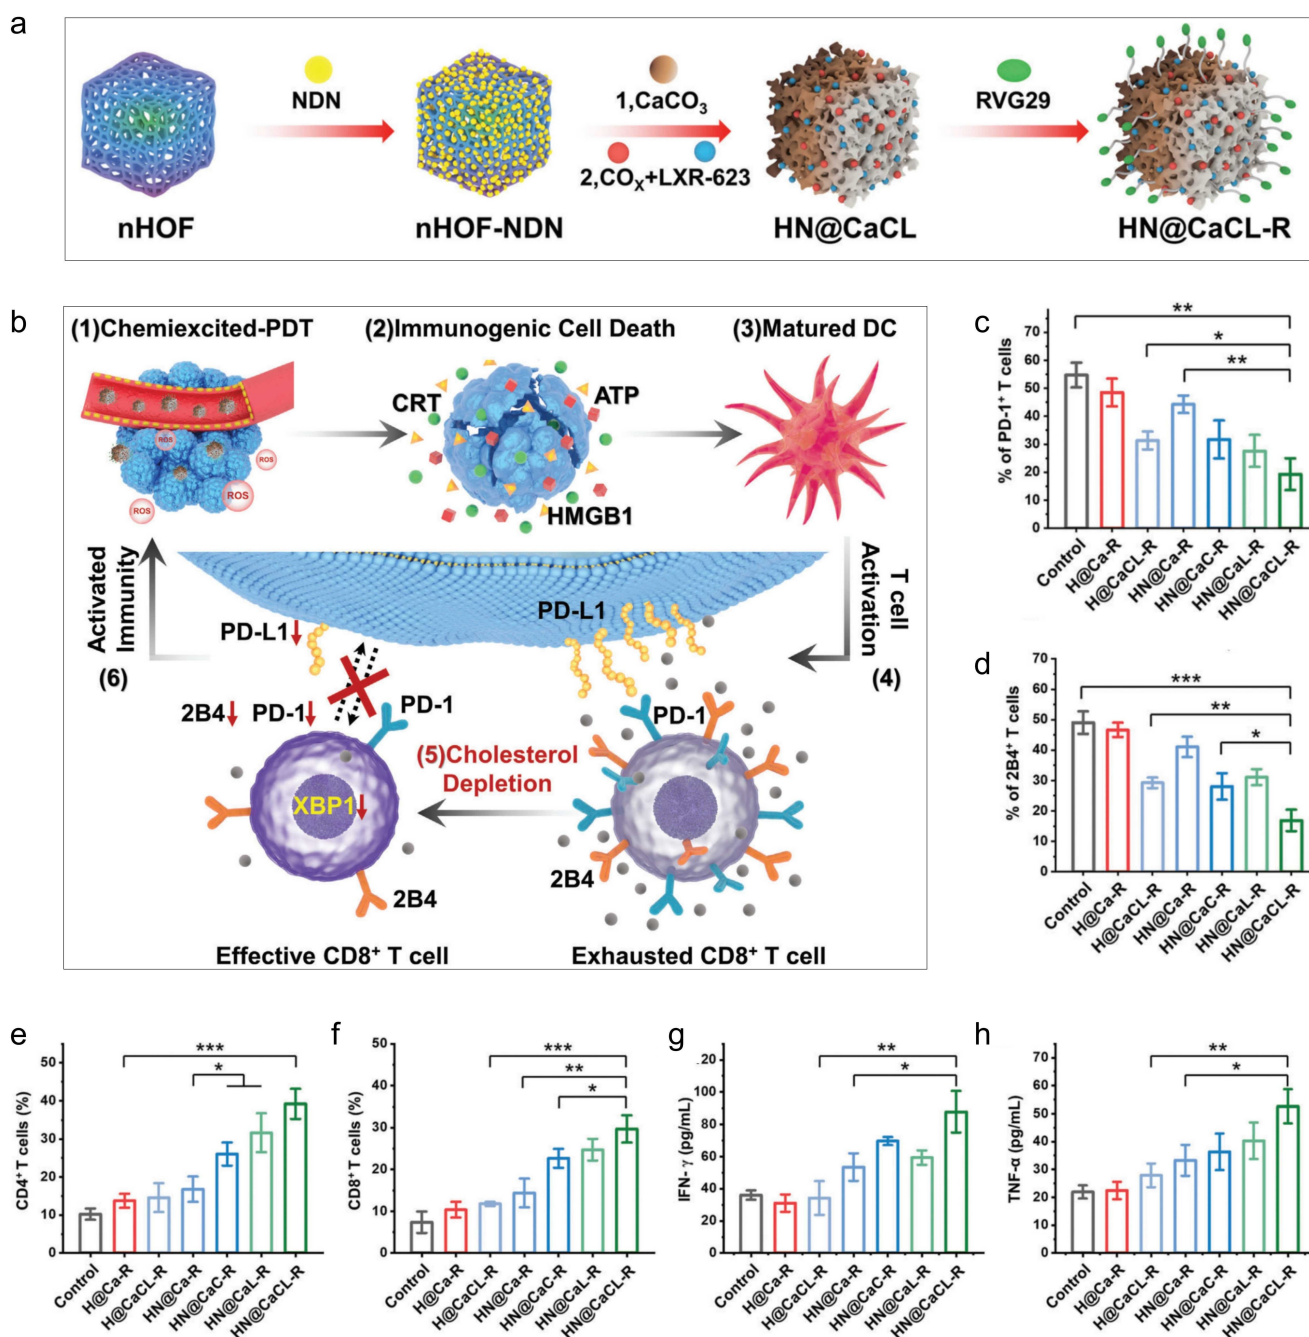 a
NDN
1,CaCO₃
2,COₓ+LXR-623
RVG29
nHOF
nHOF-NDN
HN@CaCL
HN@CaCL-R
b
(1)Chemiexcited-PDT
(2)Immunogenic Cell Death
(3)Matured DC
CRT
ATP
HMGB1
ROS
ROS
ROS
ROS
Activated
Immunity
(6)
T cell
Activation
(4)
PD-L1
PD-L1
2B4
PD-1
PD-1
PD-1
(5)Cholesterol
Depletion
XBP1
2B4
2B4
Effective CD8⁺ T cell
Exhausted CD8⁺ T cell
c
% of PD-1⁺ T cells
70
60
50
40
30
20
10
0
**
*
**
Control
H@Ca-R
H@CaCL-R
HN@Ca-R
HN@CaC-R
HN@CaL-R
HN@CaCL-R
d
% of 2B4⁺ T cells
70
60
50
40
30
20
10
0
***
**
*
Control
H@Ca-R
H@CaCL-R
HN@Ca-R
HN@CaC-R
HN@CaL-R
HN@CaCL-R
e
CD4⁺T cells (%)
50
40
30
20
10
0
***
*
Control
H@Ca-R
H@CaCL-R
HN@Ca-R
HN@CaC-R
HN@CaL-R
HN@CaCL-R
f
CD8⁺T cells (%)
50
40
30
20
10
0
***
**
*
Control
H@Ca-R
H@CaCL-R
HN@Ca-R
HN@CaC-R
HN@CaL-R
HN@CaCL-R
g
IFN-γ (pg/mL)
120
100
80
60
40
20
0
**
*
Control
H@Ca-R
H@CaCL-R
HN@Ca-R
HN@CaC-R
HN@CaL-R
HN@CaCL-R
h
TNF-α (pg/mL)
70
60
50
40
30
20
10
0
**
*
Control
H@Ca-R
H@CaCL-R
HN@Ca-R
HN@CaC-R
HN@CaL-R
HN@CaCL-R